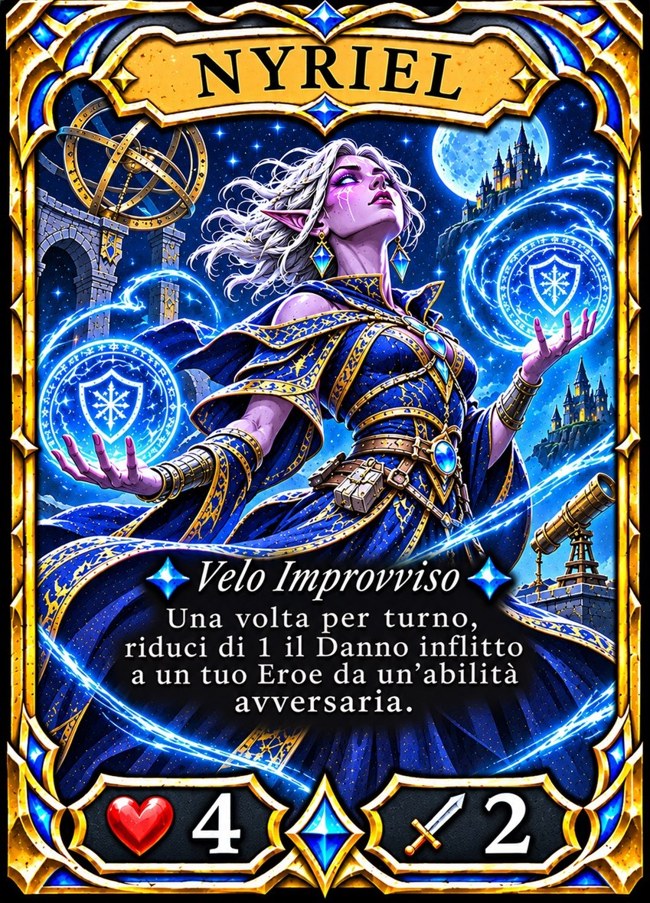 NYRIEL
Velo Improvviso
Una volta per turno,
riduci di 1 il Danno inflitto
a un tuo Eroe da un'abilità
avversaria.
4
2